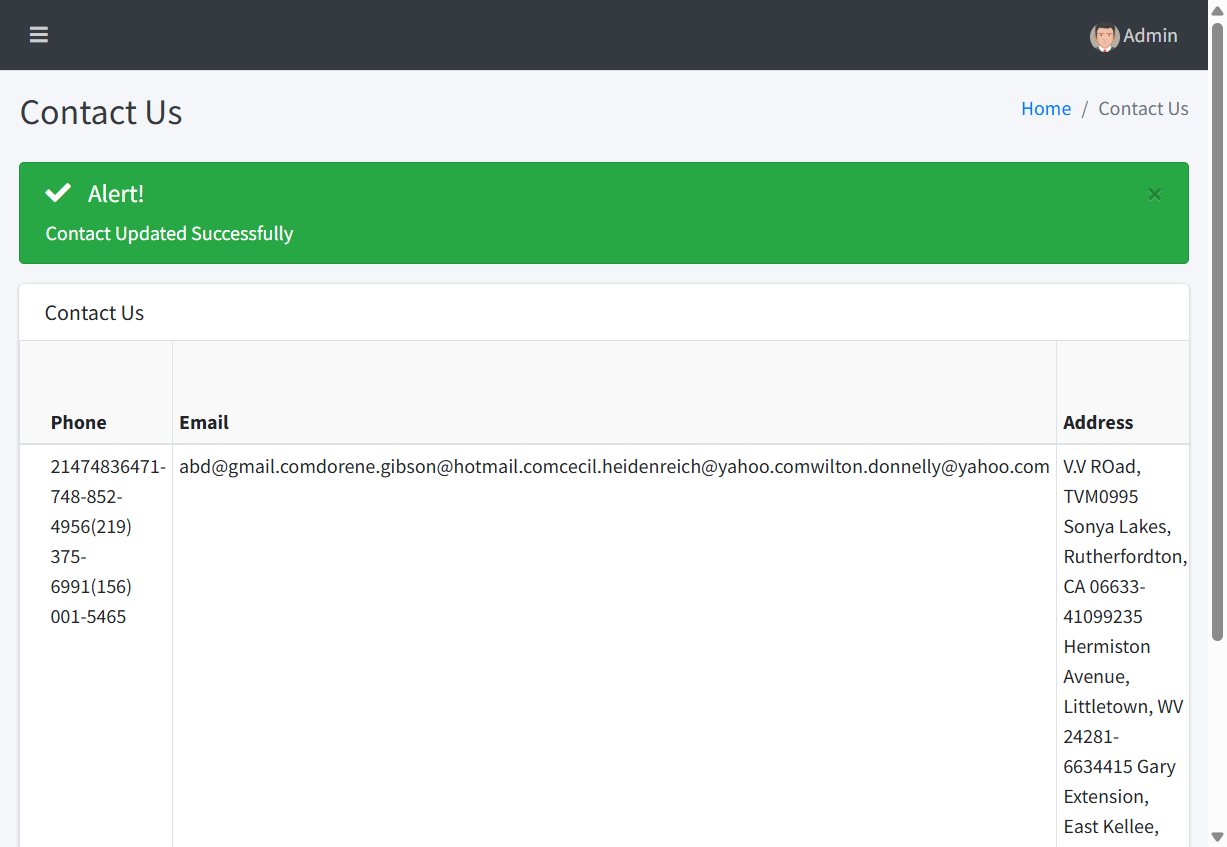 Admin
Contact Us
Home / Contact Us
Alert!
×
Contact Updated Successfully
Contact Us
Phone
Email
Address
21474836471-
748-852-
4956(219)
375-
6991(156)
001-5465
abd@gmail.comdorene.gibson@hotmail.comcecil.heidenreich@yahoo.comwilton.donnelly@yahoo.com
V.V ROad,
TVM0995
Sonya Lakes,
Rutherfordton,
CA 06633-
41099235
Hermiston
Avenue,
Littletown, WV
24281-
6634415 Gary
Extension,
East Kellee,